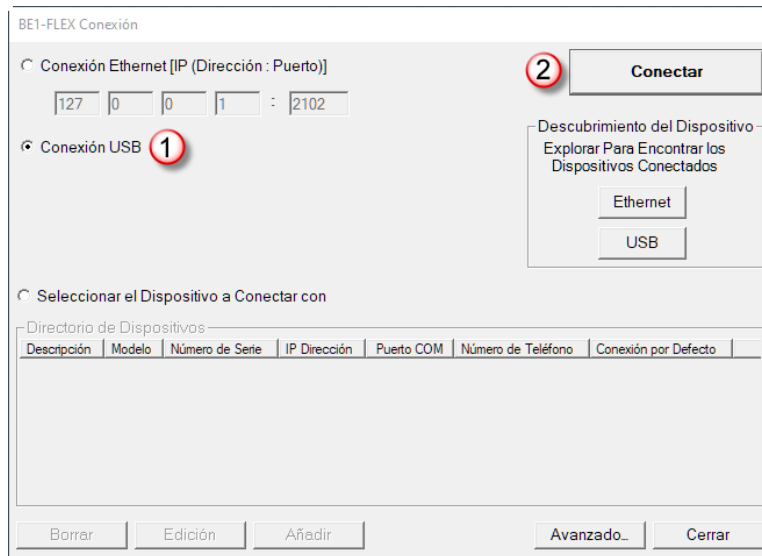 BE1-FLEX Conexión
Conexión Ethernet [IP (Dirección : Puerto)]
127 0 0 1 : 2102
Conexión USB 1
2 Conectar
Descubrimiento del Dispositivo
Explorar Para Encontrar los
Dispositivos Conectados
Ethernet
USB
Seleccionar el Dispositivo a Conectar con
Directorio de Dispositivos
Descripción Modelo Número de Serie IP Dirección Puerto COM Número de Teléfono Conexión por Defecto
Borrar Edición Añadir Avanzado... Cerrar